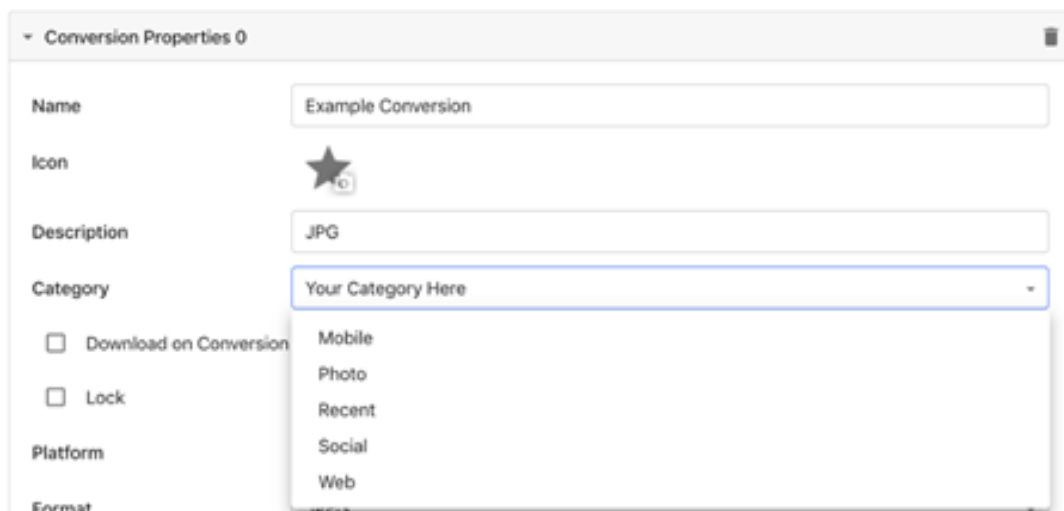 Conversion Properties 0
Name
Example Conversion
Icon
Description
JPG
Category
Your Category Here
Download on Conversion
Mobile
Photo
Lock
Recent
Social
Platform
Web
Format